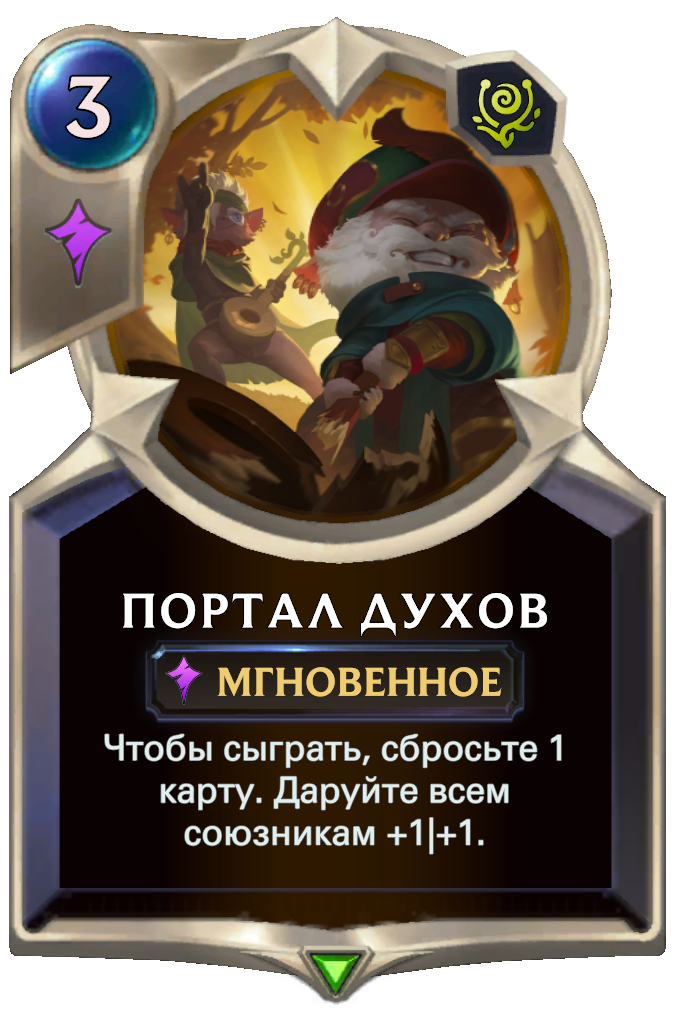 3
ПОРТАЛ ДУХОВ
МГНОВЕННОЕ
Чтобы сыграть, сбросьте 1
карту. Даруйте всем
союзникам +1|+1.